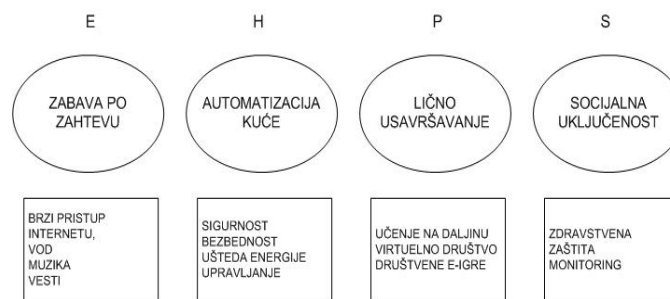 E
H
P
S
ZABAVA PO
ZAHTEVU
AUTOMATIZACIJA
KUĆE
LIČNO
USAVRŠAVANJE
SOCIJALNA
UKLJUČENOST
BRZI PRISTUP
INTERNETU,
VOD
MUZIKA
VESTI
SIGURNOST
BEZBEDNOST
UŠTEDA ENERGIJE
UPRAVLJANJE
UČENJE NA DALJINU
VIRTUELNO DRUŠTVO
DRUŠTVENE E-IGRE
ZDRAVSTVENA
ZAŠTITA
MONITORING